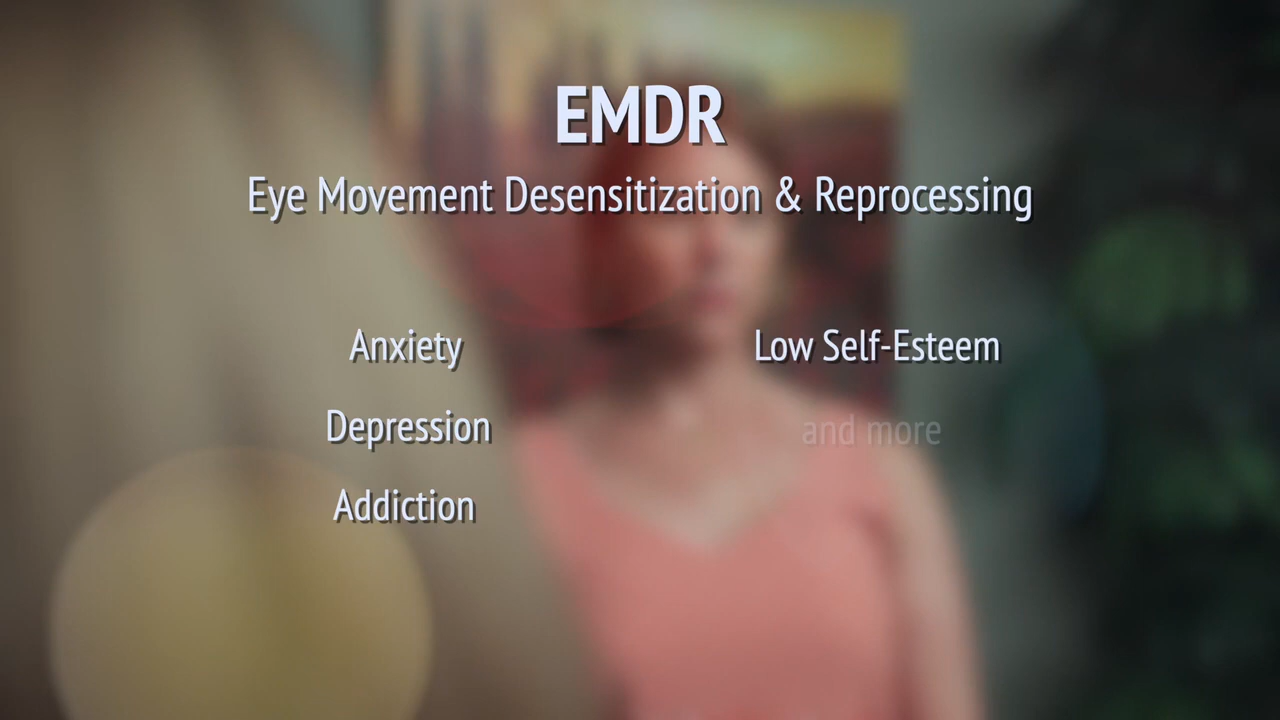 EMDR
Eye Movement Desensitization & Reprocessing
Anxiety
Depression
Addiction
Low Self-Esteem
and more